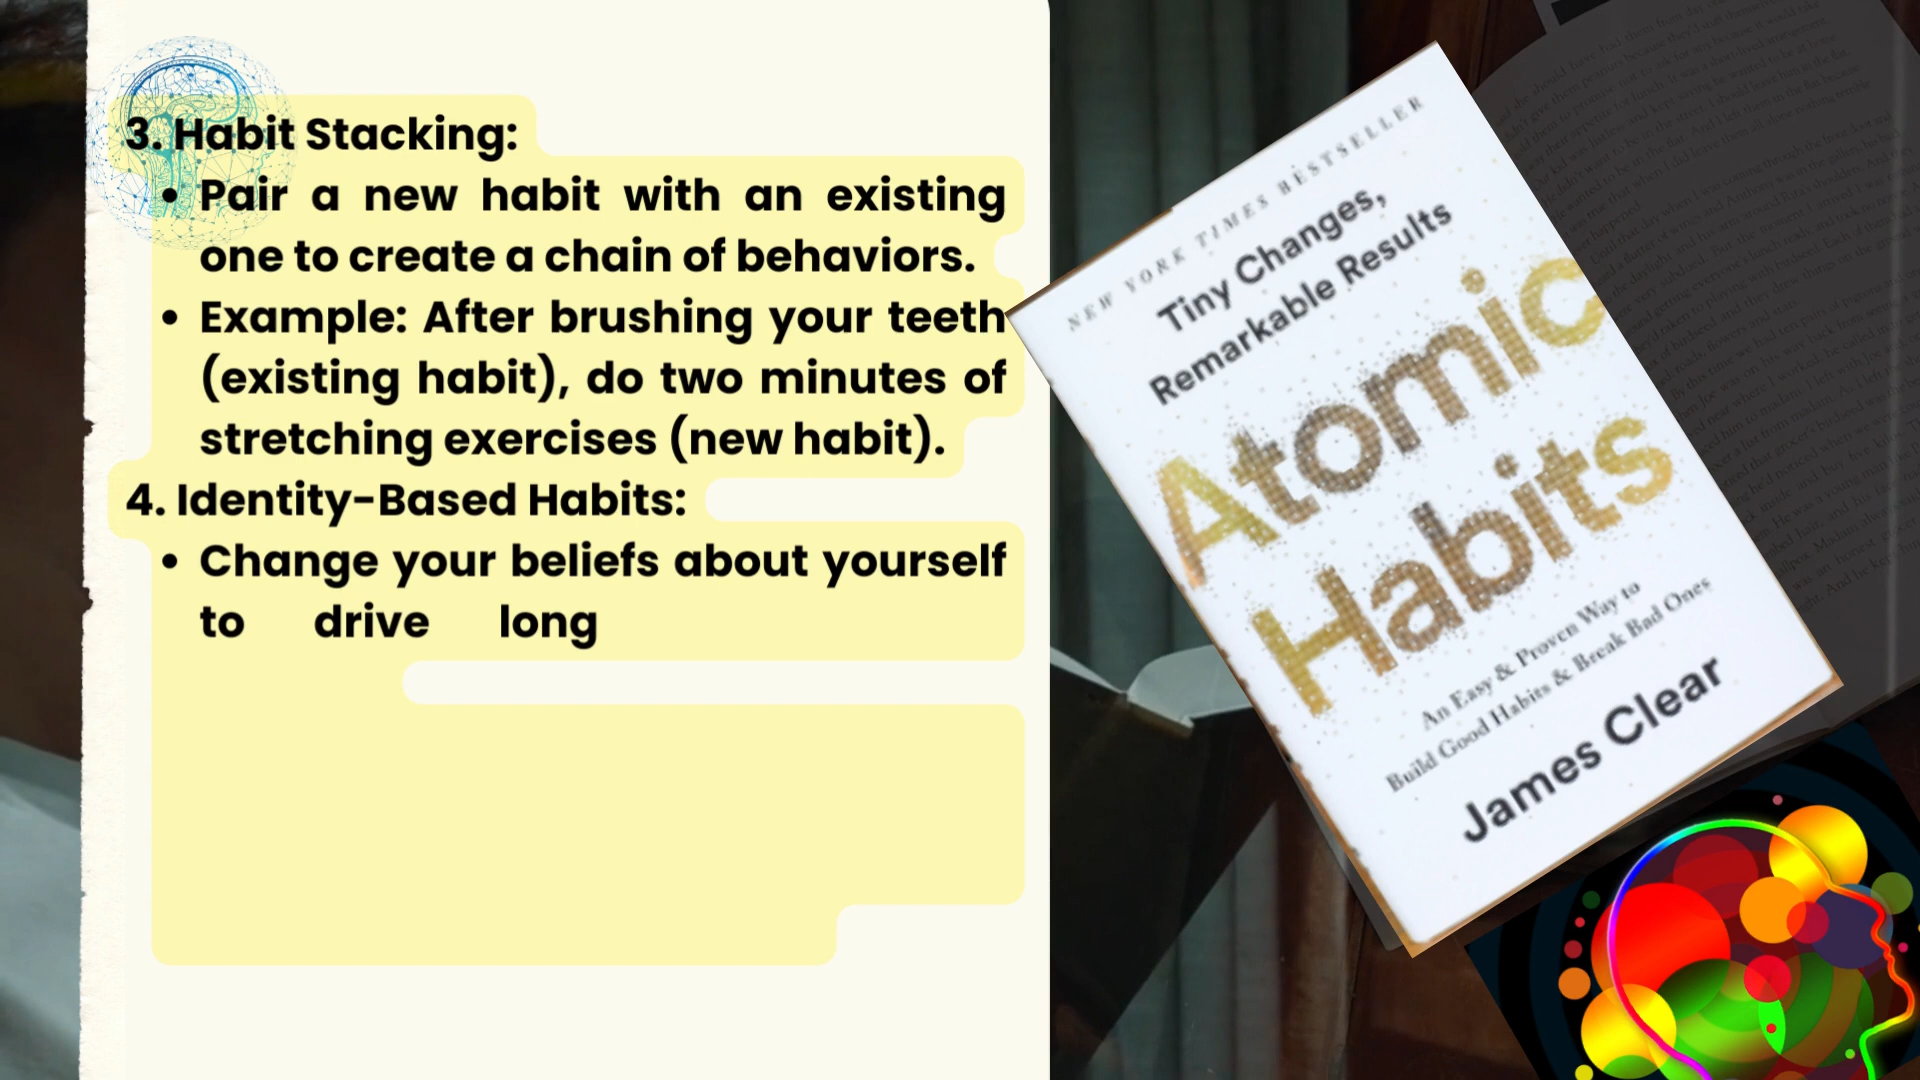 3. Habit Stacking:
• Pair a new habit with an existing
one to create a chain of behaviors.
• Example: After brushing your teeth
(existing habit), do two minutes of
stretching exercises (new habit).
4. Identity-Based Habits:
• Change your beliefs about yourself
to drive long
NEW YORK TIMES BESTSELLER
Tiny Changes,
Remarkable Results
Atomic
Habits
An Easy & Proven Way to
Build Good Habits & Break Bad Ones
James Clear